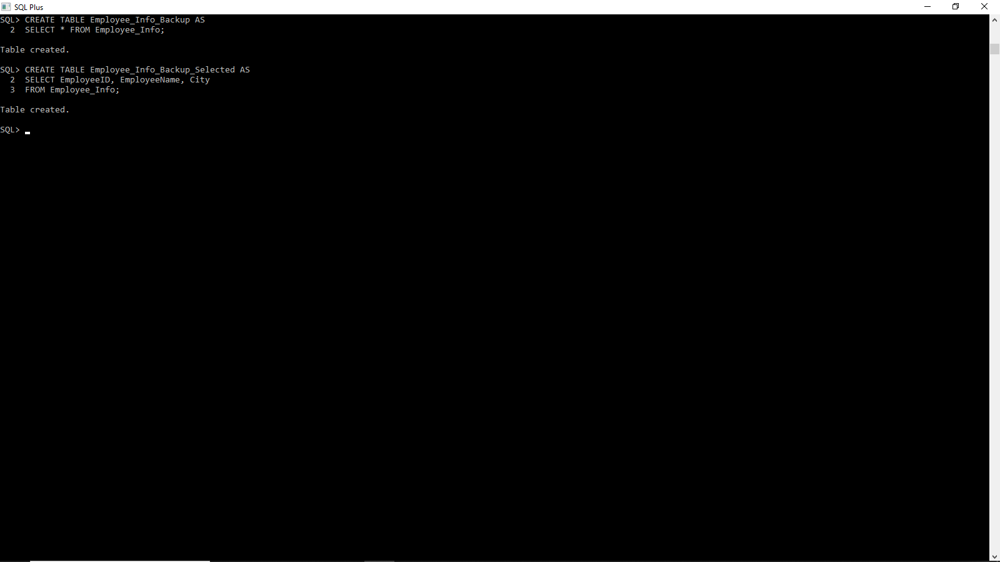 SQL Plus
SQL> CREATE TABLE Employee_Info_Backup AS
  2  SELECT * FROM Employee_Info;
Table created.
SQL> CREATE TABLE Employee_Info_Backup_Selected AS
  2  SELECT EmployeeID, EmployeeName, City
  3  FROM Employee_Info;
Table created.
SQL>